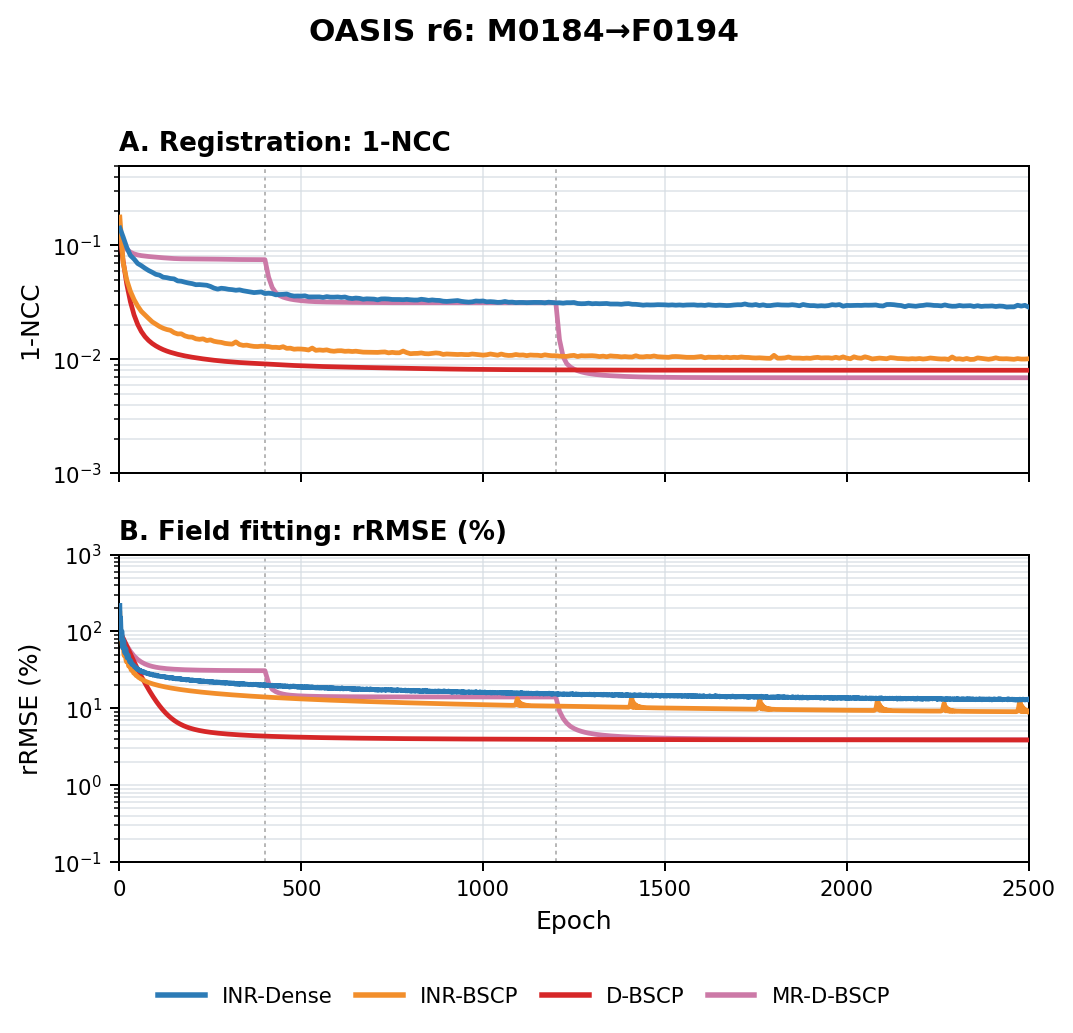 OASIS r6: M0184→F0194
A. Registration: 1-NCC
10⁻¹
10⁻²
10⁻³
1-NCC
B. Field fitting: rRMSE (%)
10³
10²
10¹
10⁰
10⁻¹
rRMSE (%)
0 500 1000 1500 2000 2500
Epoch
INR-Dense INR-BSCP D-BSCP MR-D-BSCP